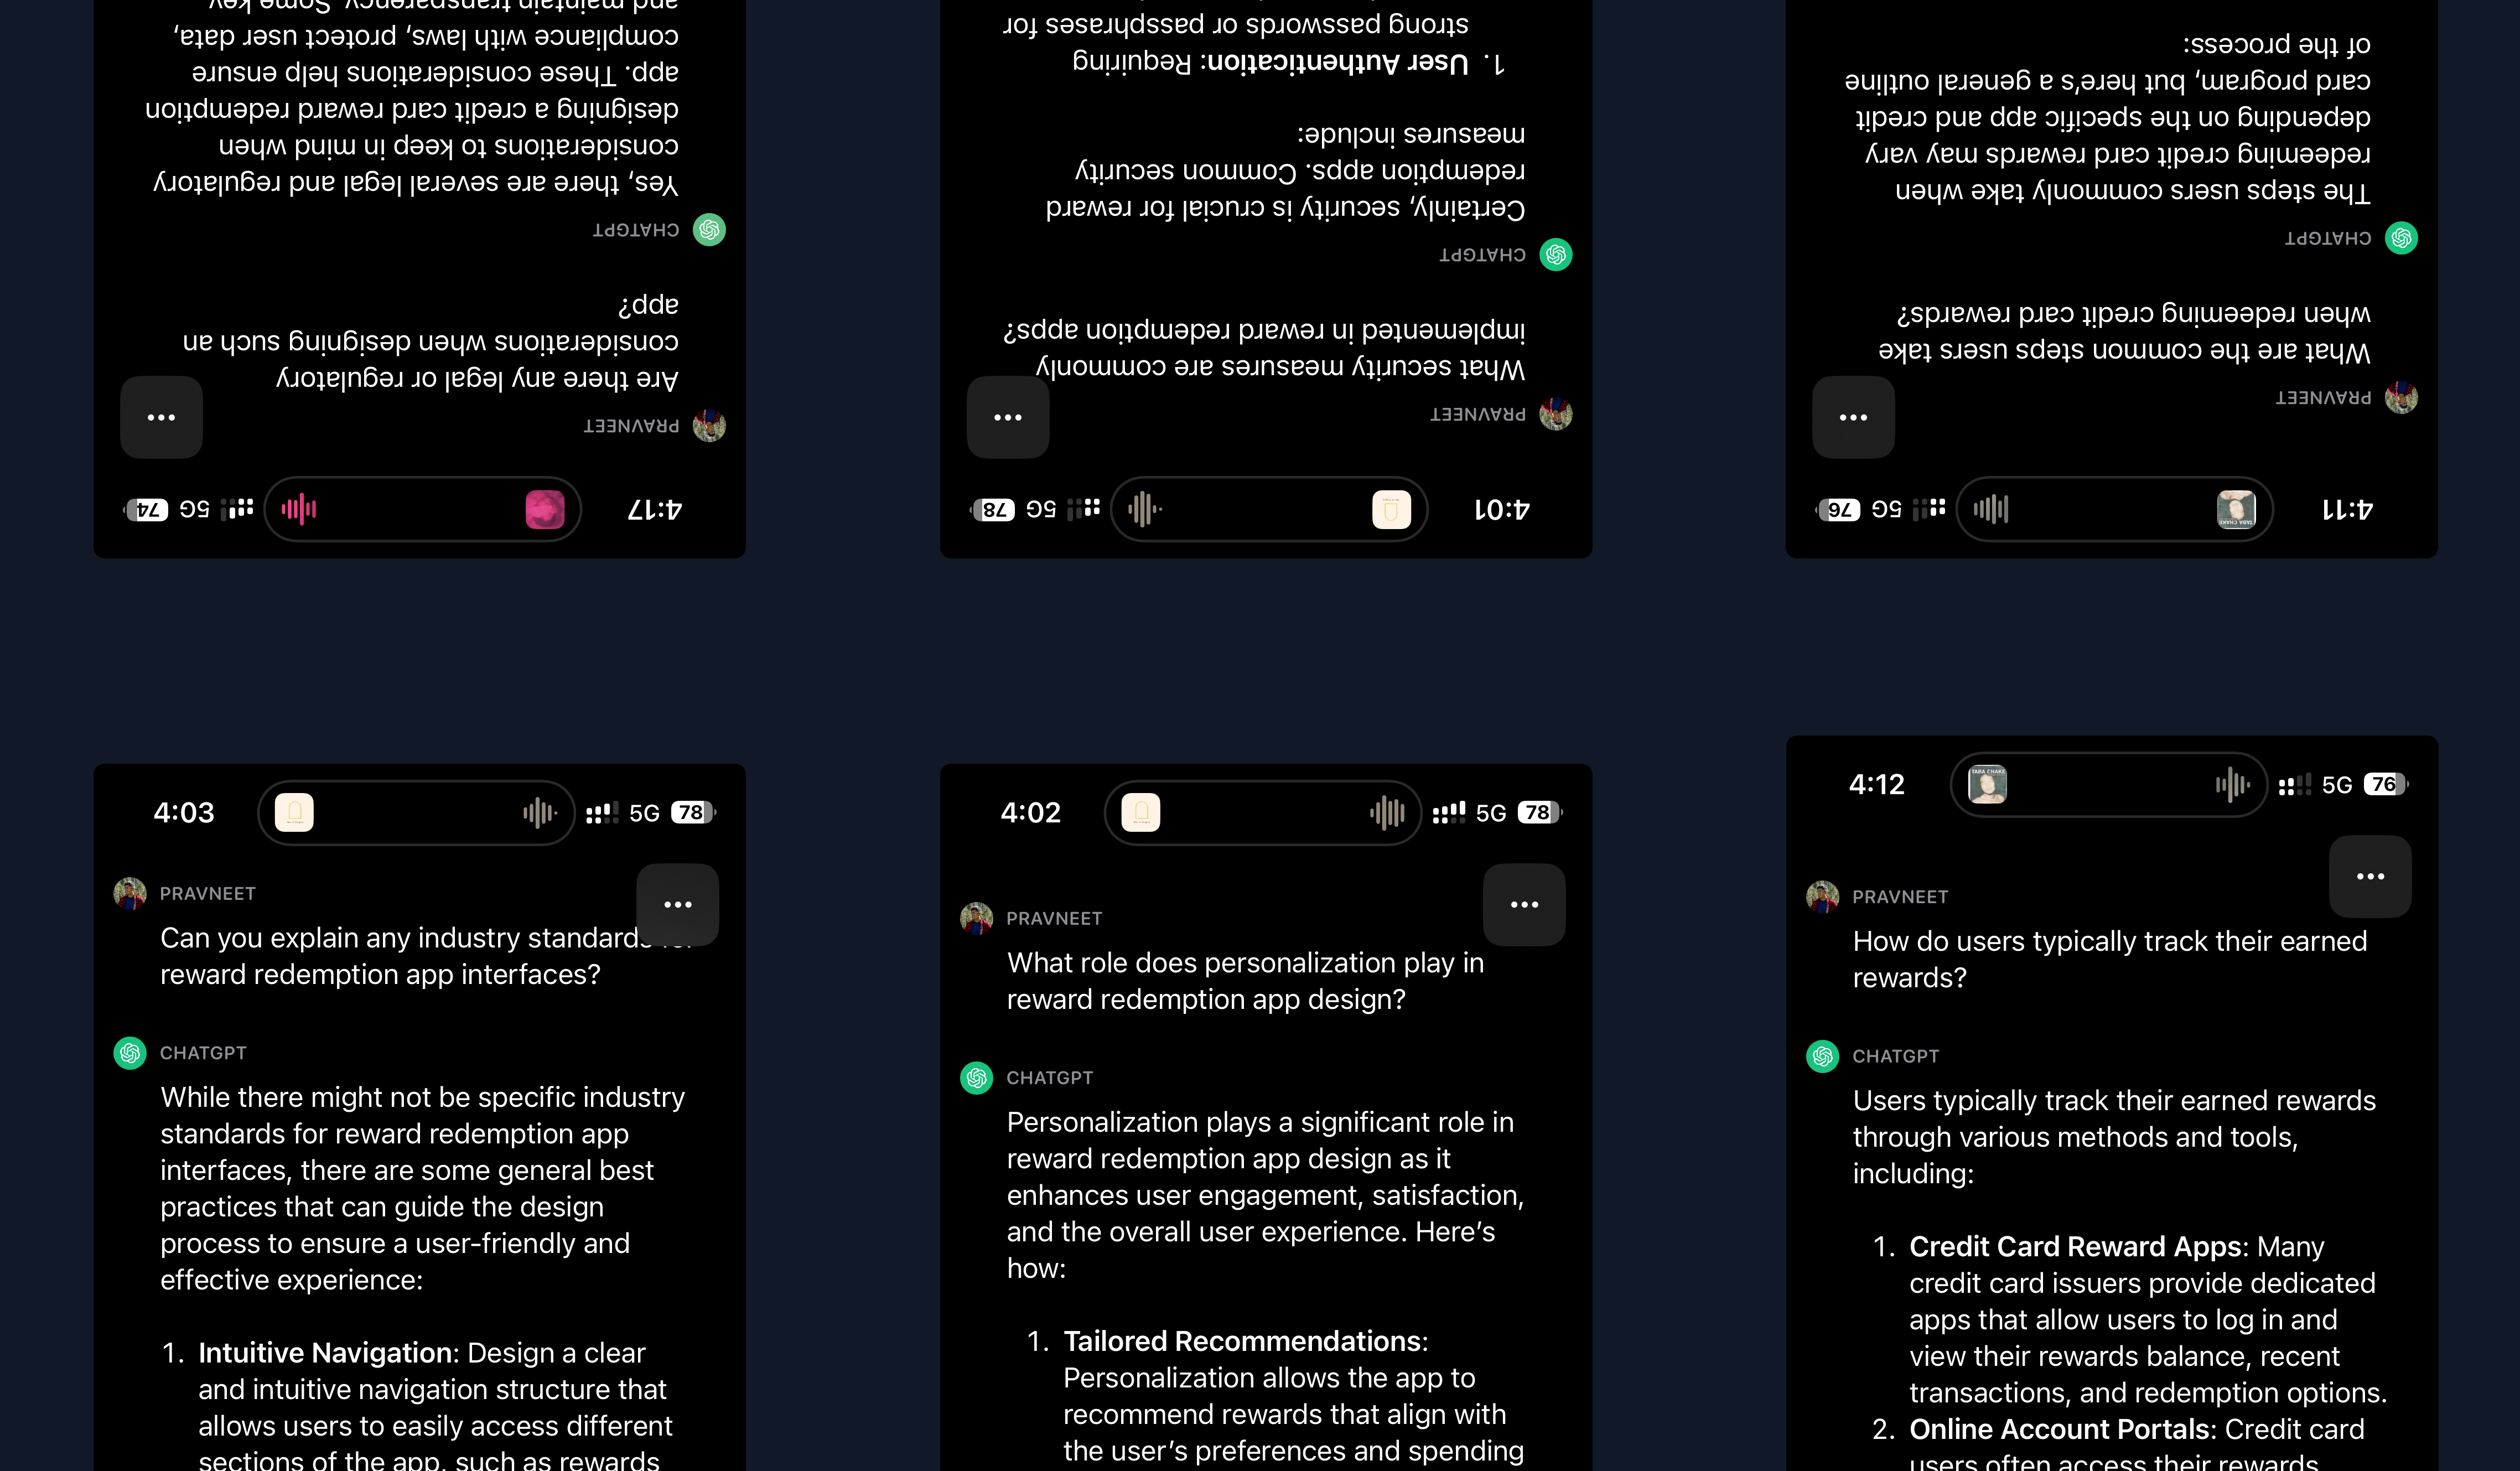 4:17
5G
74
PRAVNEET
Are there any legal or regulatory
considerations when designing such an
app?
CHATGPT
Yes, there are several legal and regulatory
considerations to keep in mind when
designing a credit card reward redemption
app. These considerations help ensure
compliance with laws, protect user data,
and maintain transparency. Some key
4:01
5G
78
PRAVNEET
What security measures are commonly
implemented in reward redemption apps?
CHATGPT
Certainly, security is crucial for reward
redemption apps. Common security
measures include:
1. User Authentication: Requiring
strong passwords or passphrases for
4:11
5G
76
TABA CHAKE
PRAVNEET
What are the common steps users take
when redeeming credit card rewards?
CHATGPT
The steps users commonly take when
redeeming credit card rewards may vary
depending on the specific app and credit
card program, but here's a general outline
of the process:
4:03
5G
78
PRAVNEET
Can you explain any industry standards for
reward redemption app interfaces?
CHATGPT
While there might not be specific industry
standards for reward redemption app
interfaces, there are some general best
practices that can guide the design
process to ensure a user-friendly and
effective experience:
1. Intuitive Navigation: Design a clear
and intuitive navigation structure that
allows users to easily access different
sections of the app, such as rewards
4:02
5G
78
PRAVNEET
What role does personalization play in
reward redemption app design?
CHATGPT
Personalization plays a significant role in
reward redemption app design as it
enhances user engagement, satisfaction,
and the overall user experience. Here's
how:
1. Tailored Recommendations:
Personalization allows the app to
recommend rewards that align with
the user's preferences and spending
4:12
TABA CHAKE
5G
76
PRAVNEET
How do users typically track their earned
rewards?
CHATGPT
Users typically track their earned rewards
through various methods and tools,
including:
1. Credit Card Reward Apps: Many
credit card issuers provide dedicated
apps that allow users to log in and
view their rewards balance, recent
transactions, and redemption options.
2. Online Account Portals: Credit card
users often access their rewards